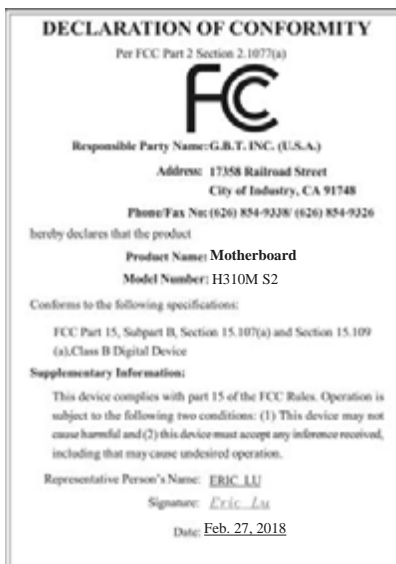 DECLARATION OF CONFORMITY
Per FCC Part 2 Section 2.1077(a)
FC
Responsible Party Name: G.B.T. INC. (U.S.A.)
Address: 17358 Railroad Street
City of Industry, CA 91748
Phone/Fax No: (626) 854-9338/ (626) 854-9326
hereby declares that the product
Product Name: Motherboard
Model Number: H310M S2
Conforms to the following specifications:
FCC Part 15, Subpart B, Section 15.107(a) and Section 15.109
(a),Class B Digital Device
Supplementary Information:
This device complies with part 15 of the FCC Rules. Operation is
subject to the following two conditions: (1) This device may not
cause harmful and (2) this device must accept any inference received,
including that may cause undesired operation.
Representative Person's Name: ERIC LU
Signature: Eric Lu
Date: Feb. 27, 2018